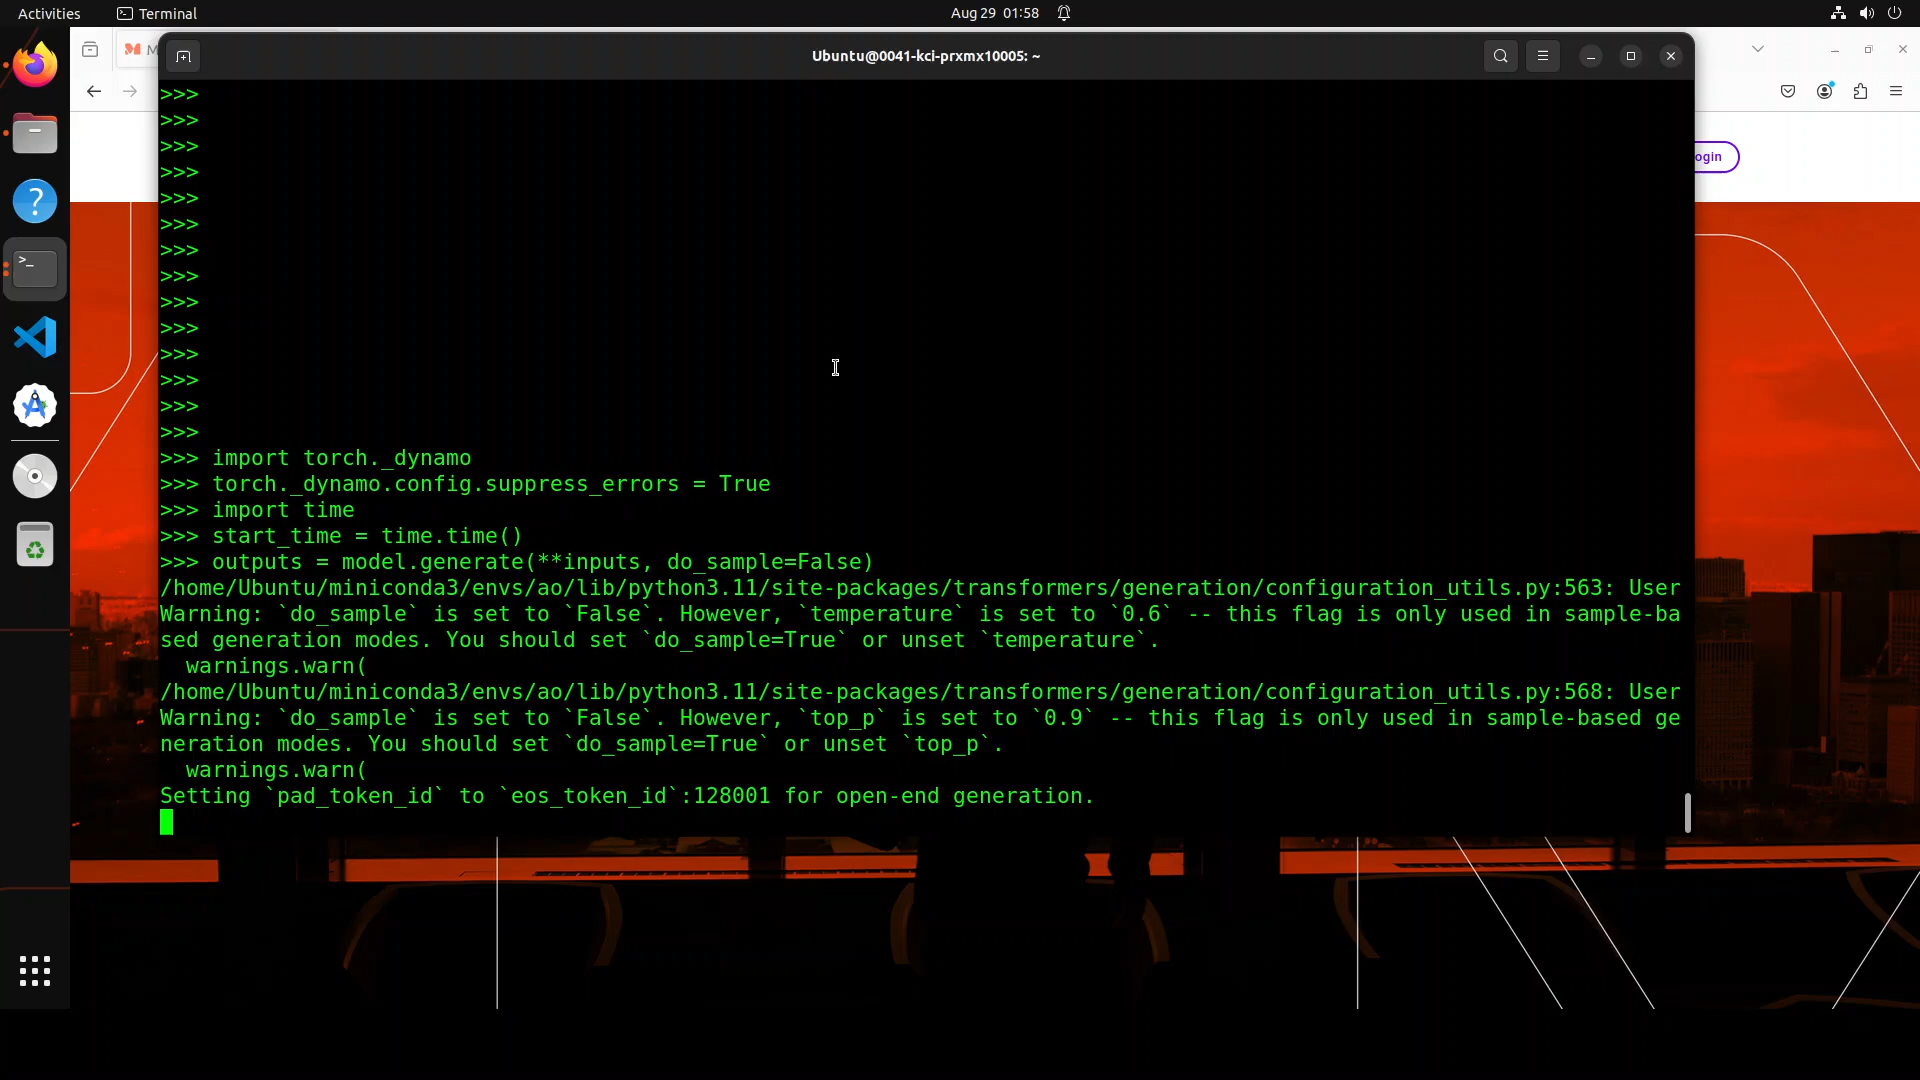 Activities
Terminal
Aug 29 01:58
Ubuntu@0041-kci-prxmx10005: ~
ogin
>>>
>>>
>>>
>>>
>>>
>>>
>>>
>>>
>>>
>>>
>>>
>>>
>>>
>>>
>>> import torch._dynamo
>>> torch._dynamo.config.suppress_errors = True
>>> import time
>>> start_time = time.time()
>>> outputs = model.generate(**inputs, do_sample=False)
/home/Ubuntu/miniconda3/envs/ao/lib/python3.11/site-packages/transformers/generation/configuration_utils.py:563: User
Warning: `do_sample` is set to `False`. However, `temperature` is set to `0.6` -- this flag is only used in sample-ba
sed generation modes. You should set `do_sample=True` or unset `temperature`.
  warnings.warn(
/home/Ubuntu/miniconda3/envs/ao/lib/python3.11/site-packages/transformers/generation/configuration_utils.py:568: User
Warning: `do_sample` is set to `False`. However, `top_p` is set to `0.9` -- this flag is only used in sample-based ge
neration modes. You should set `do_sample=True` or unset `top_p`.
  warnings.warn(
Setting `pad_token_id` to `eos_token_id`:128001 for open-end generation.